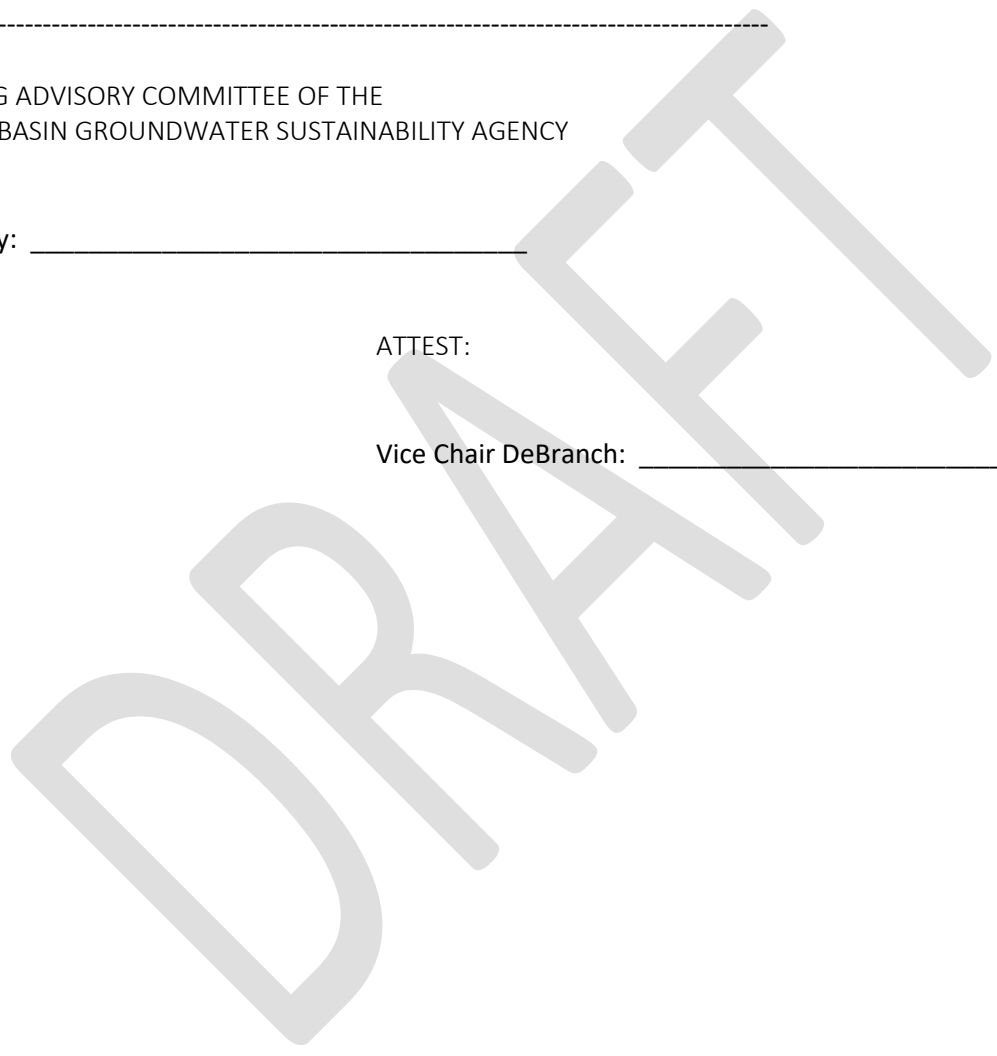 G ADVISORY COMMITTEE OF THE
BASIN GROUNDWATER SUSTAINABILITY AGENCY
y: ___________________________________
ATTEST:
Vice Chair DeBranch: _________________________
DRAFT